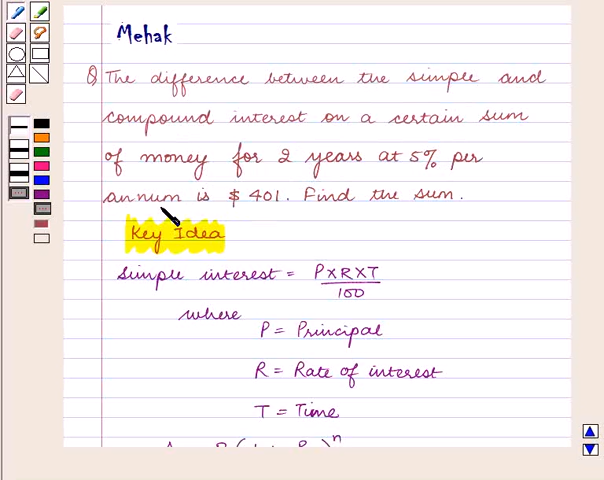 Mehak
Q The difference between the simple and
compound interest on a certain sum
of money for 2 years at 5% per
annum is $ 401. Find the sum.
Key Idea
Simple interest = P×R×T
100
where
P = Principal
R = Rate of interest
T = Time